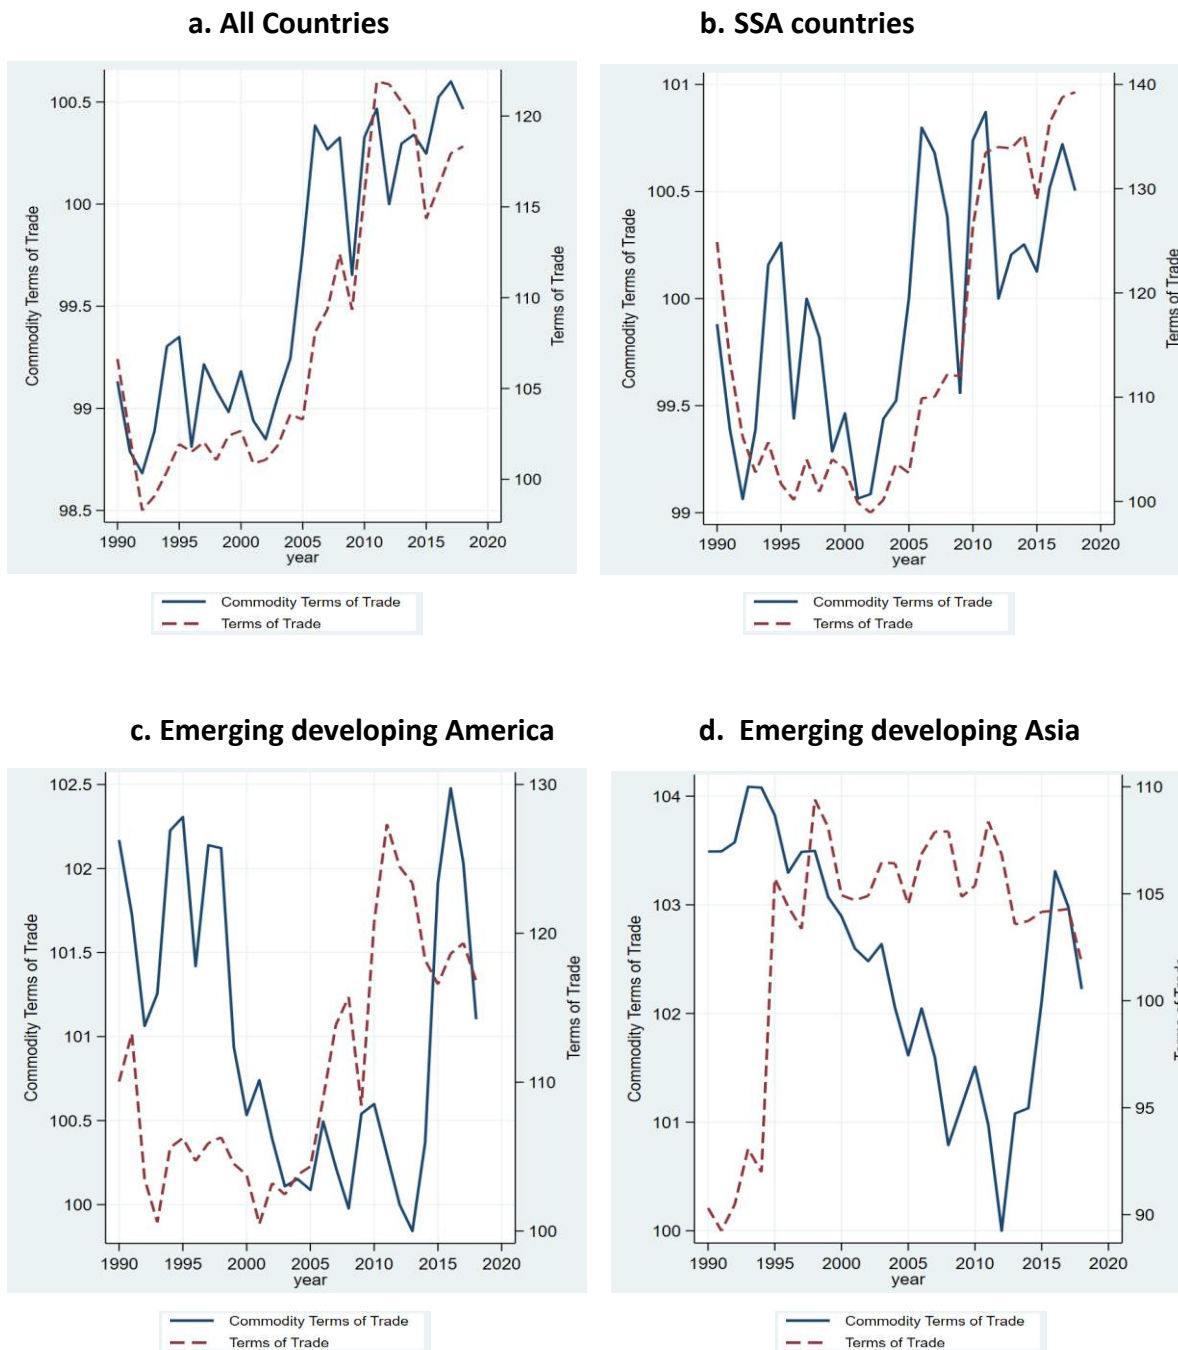 a. All Countries
b. SSA countries
Commodity Terms of Trade
98.5
99
99.5
100
100.5
Terms of Trade
100
105
110
115
120
1990
1995
2000
2005
2010
2015
2020
year
Commodity Terms of Trade
Terms of Trade
Commodity Terms of Trade
99
99.5
100
100.5
101
Terms of Trade
100
110
120
130
140
1990
1995
2000
2005
2010
2015
2020
year
Commodity Terms of Trade
Terms of Trade
c. Emerging developing America
d. Emerging developing Asia
Commodity Terms of Trade
100
100.5
101
101.5
102
102.5
Terms of Trade
100
110
120
130
1990
1995
2000
2005
2010
2015
2020
year
Commodity Terms of Trade
Terms of Trade
Commodity Terms of Trade
100
101
102
103
104
Terms of Trade
90
95
100
105
110
1990
1995
2000
2005
2010
2015
2020
year
Commodity Terms of Trade
Terms of Trade